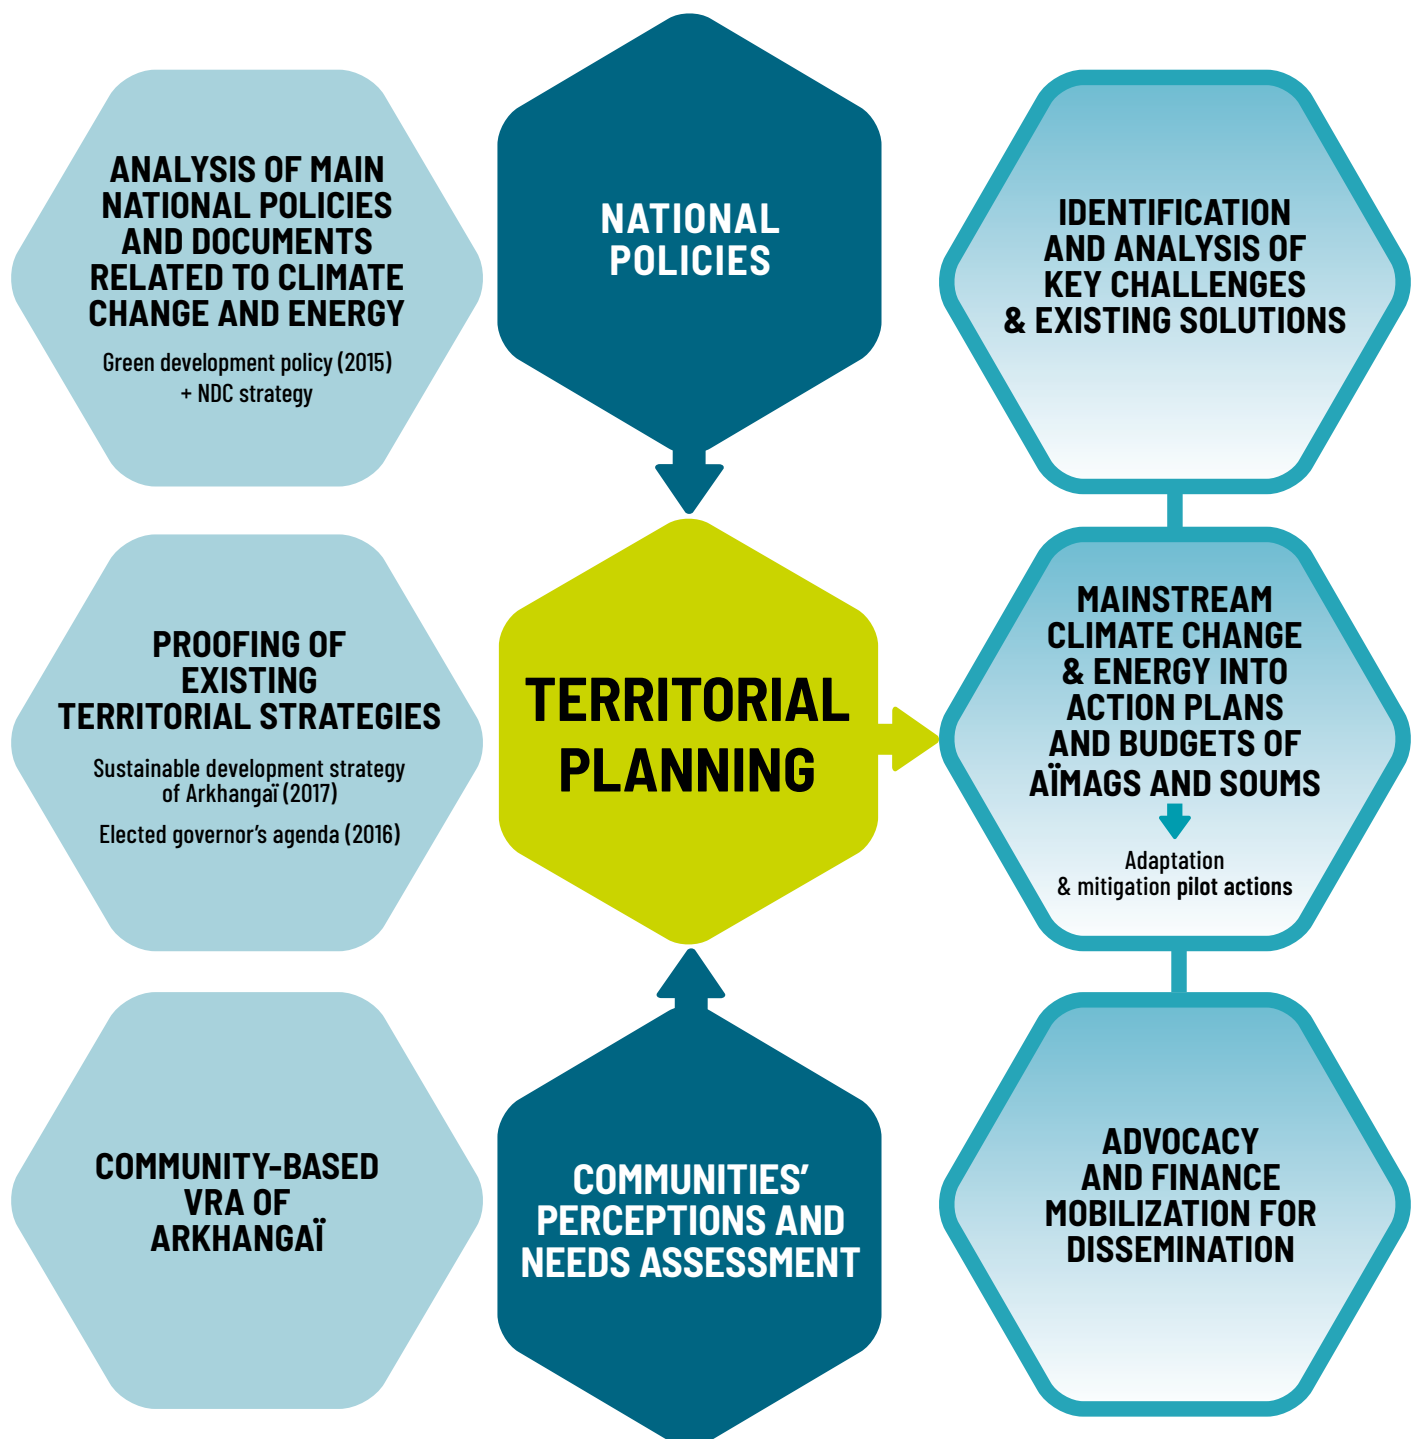 ANALYSIS OF MAIN
NATIONAL POLICIES
AND DOCUMENTS
RELATED TO CLIMATE
CHANGE AND ENERGY
Green development policy (2015)
+ NDC strategy
NATIONAL
POLICIES
IDENTIFICATION
AND ANALYSIS OF
KEY CHALLENGES
& EXISTING SOLUTIONS
PROOFING OF
EXISTING
TERRITORIAL STRATEGIES
Sustainable development strategy
of Arkhangaï (2017)
Elected governor's agenda (2016)
TERRITORIAL
PLANNING
MAINSTREAM
CLIMATE CHANGE
& ENERGY INTO
ACTION PLANS
AND BUDGETS OF
AÏMAGS AND SOUMS
Adaptation
& mitigation pilot actions
COMMUNITY-BASED
VRA OF
ARKHANGAÏ
COMMUNITIES'
PERCEPTIONS AND
NEEDS ASSESSMENT
ADVOCACY
AND FINANCE
MOBILIZATION FOR
DISSEMINATION